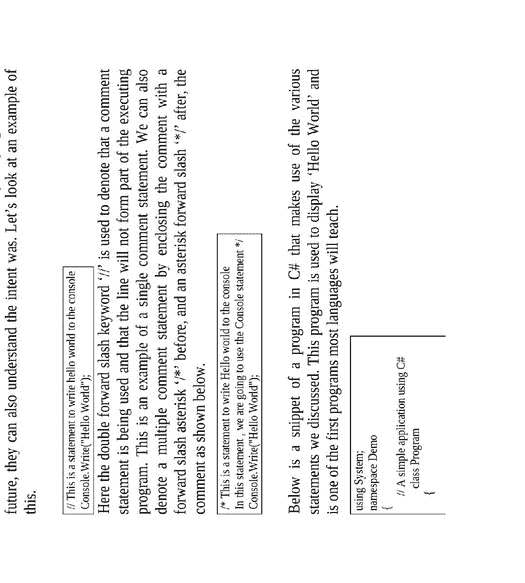 future, they can also understand the intent was. Let’s look at an example of
this.
// This is a statement to write hello world to the console
Console.Write("Hello World");
Here the double forward slash keyword ‘//’ is used to denote that a comment
statement is being used and that the line will not form part of the executing
program. This is an example of a single comment statement. We can also
denote a multiple comment statement by enclosing the comment with a
forward slash asterisk ‘/*’ before, and an asterisk forward slash ‘*/’ after, the
comment as shown below.
/* This is a statement to write Hello world to the console
In this statement , we are going to use the Console statement */
Console.Write("Hello World");
Below is a snippet of a program in C# that makes use of the various
statements we discussed. This program is used to display ‘Hello World’ and
is one of the first programs most languages will teach.
using System;
namespace Demo
{
// A simple application using C#
class Program
{